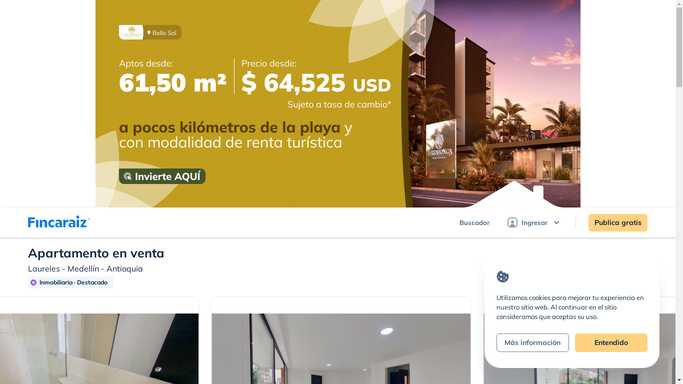 Bello Sol
Aptos desde:
61,50 m²
Precio desde:
$ 64,525 USD
Sujeto a tasa de cambio*
a pocos kilómetros de la playa y
con modalidad de renta turística
Invierte AQUÍ
Fincaraiz
Buscador
Ingresar
Publica gratis
Apartamento en venta
Laureles - Medellín - Antioquia
Inmobiliaria · Destacado
Utilizamos cookies para mejorar tu experiencia en
nuestro sitio web. Al continuar en el sitio
consideramos que aceptas su uso.
Más información
Entendido